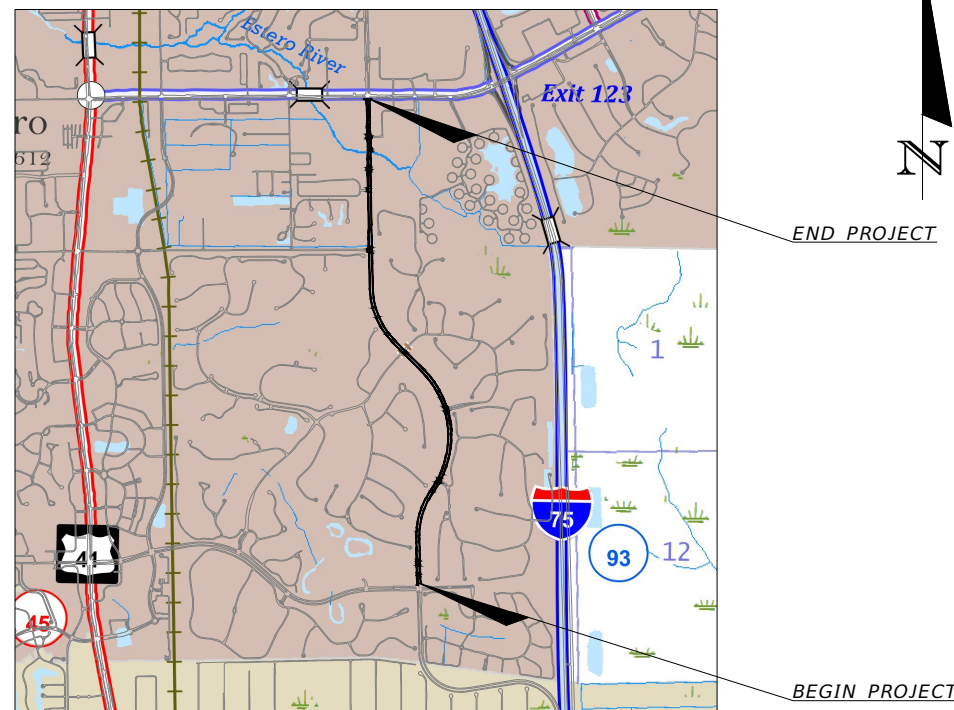 Estero River
Exit 123
ro
612
N
END PROJECT
1
75
41
93
12
45
BEGIN PROJECT